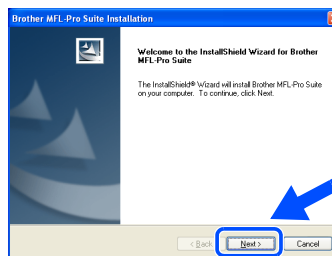 Brother MFL-Pro Suite Installation
Welcome to the InstallShield Wizard for Brother
MFL-Pro Suite
The InstallShield® Wizard will install Brother MFL-Pro Suite
on your computer. To continue, click Next.
< Back
Next >
Cancel